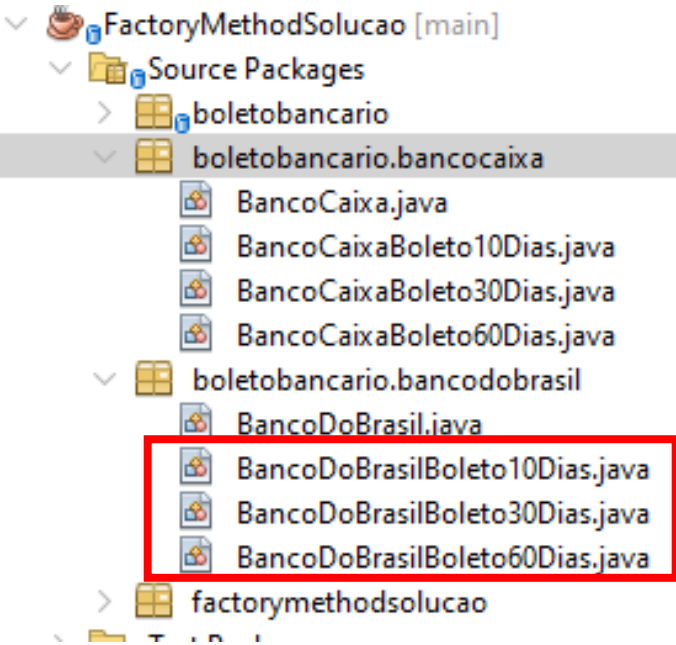 FactoryMethodSolucao [main]
Source Packages
boletobancario
boletobancario.bancocaixa
BancoCaixa.java
BancoCaixaBoleto10Dias.java
BancoCaixaBoleto30Dias.java
BancoCaixaBoleto60Dias.java
boletobancario.bancodobrasil
BancoDoBrasil.java
BancoDoBrasilBoleto10Dias.java
BancoDoBrasilBoleto30Dias.java
BancoDoBrasilBoleto60Dias.java
factorymethodsolucao